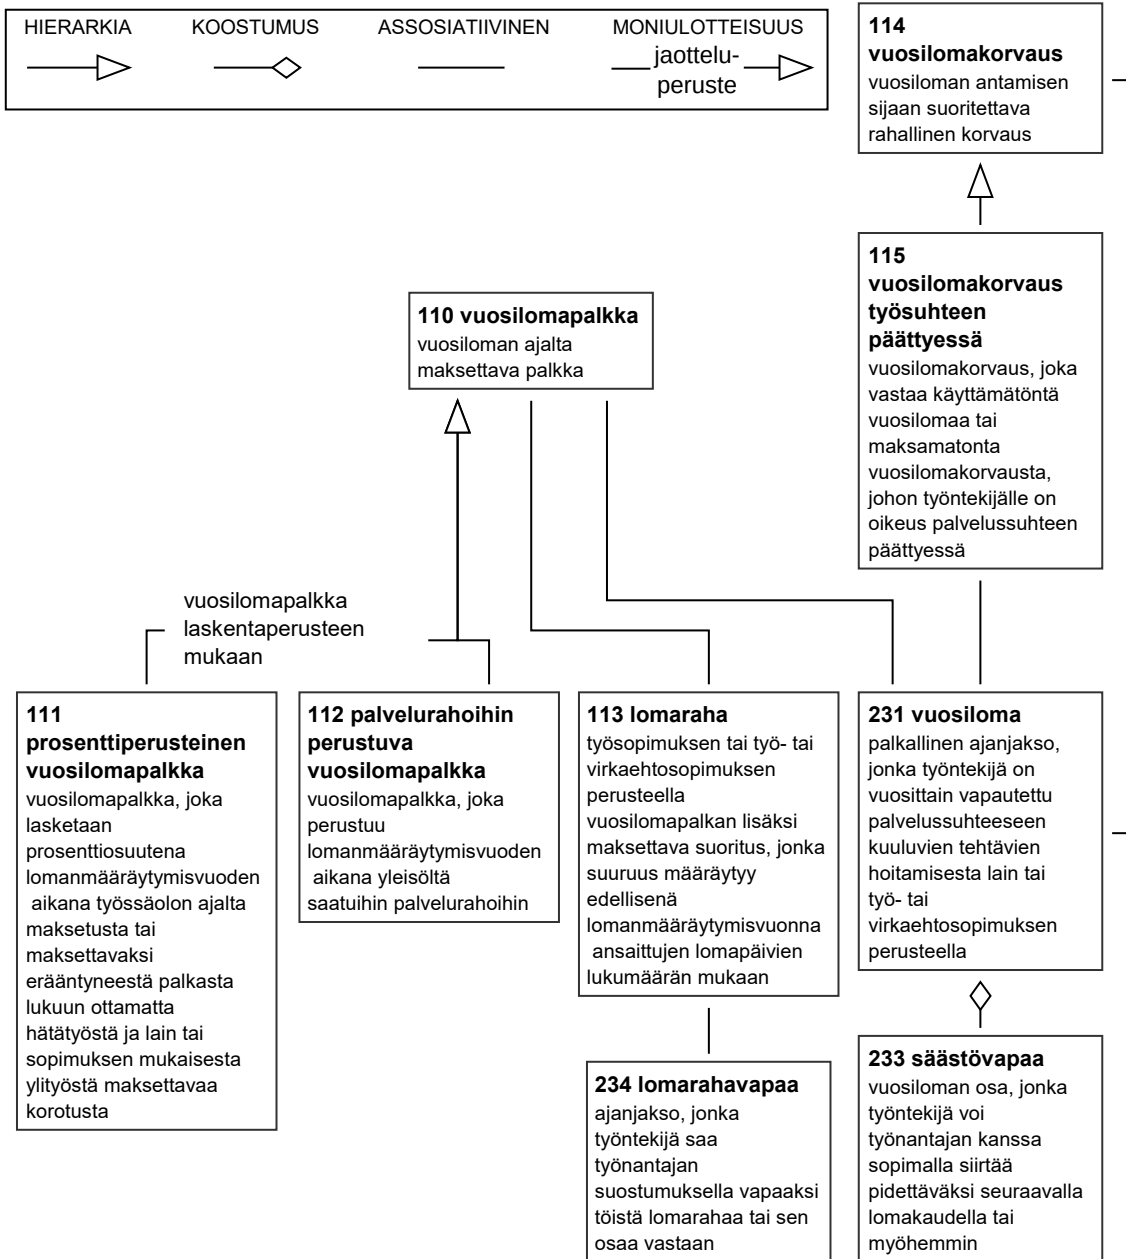 HIERARKIA
KOOSTUMUS
ASSOSIATIIVINEN
MONIULOTTEISUUS
jaottelu-
peruste
114
vuosilomakorvaus
vuosiloman antamisen
sijaan suoritettava
rahallinen korvaus
115
vuosilomakorvaus
työsuhteen
päättyessä
vuosilomakorvaus, joka
vastaa käyttämätöntä
vuosilomaa tai
maksamatonta
vuosilomakorvausta,
johon työntekijälle on
oikeus palvelussuhteen
päättyessä
110 vuosilomapalkka
vuosiloman ajalta
maksettava palkka
vuosilomapalkka
laskentaperusteen
mukaan
111
prosenttiperusteinen
vuosilomapalkka
vuosilomapalkka, joka
lasketaan
prosenttiosuutena
lomanmääräytymisvuoden
aikana työssäolon ajalta
maksetusta tai
maksettavaksi
erääntyneestä palkasta
lukuun ottamatta
hätätyöstä ja lain tai
sopimuksen mukaisesta
ylityöstä maksettavaa
korotusta
112 palvelurahoihin
perustuva
vuosilomapalkka
vuosilomapalkka, joka
perustuu
lomanmääräytymisvuoden
aikana yleisöltä
saatuihin palvelurahoihin
113 lomaraha
työsopimuksen tai työ- tai
virkaehtosopimuksen
perusteella
vuosilomapalkan lisäksi
maksettava suoritus, jonka
suuruus määräytyy
edellisenä
lomanmääräytymisvuonna
ansaittujen lomapäivien
lukumäärän mukaan
231 vuosiloma
palkallinen ajanjakso,
jonka työntekijä on
vuosittain vapautettu
palvelussuhteeseen
kuuluvien tehtävien
hoitamisesta lain tai
työ- tai
virkaehtosopimuksen
perusteella
234 lomarahavapaa
ajanjakso, jonka
työntekijä saa
työnantajan
suostumuksella vapaaksi
töistä lomarahaa tai sen
osaa vastaan
233 säästövapaa
vuosiloman osa, jonka
työntekijä voi
työnantajan kanssa
sopimalla siirtää
pidettäväksi seuraavalla
lomakaudella tai
myöhemmin